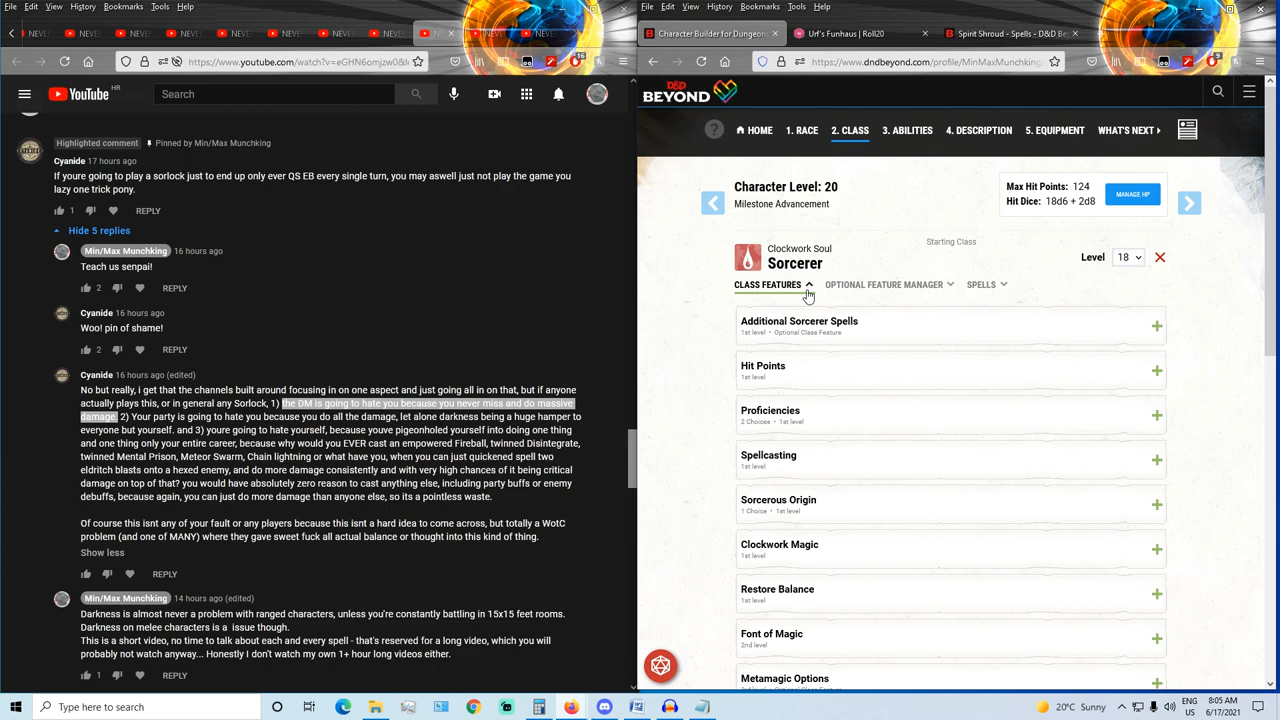 File Edit View History Bookmarks Tools Help
NEVE NEVE NEVE NEVE NEVE NEVE NEVE NEVE NEVE
https://www.youtube.com/watch?v=eGHN6omjzw0&l
16
YouTube HR
Search
Highlighted comment Pinned by Min/Max Munchking
Cyanide 17 hours ago
If youre going to play a sorlock just to end up only ever QS EB every single turn, you may aswell just not play the game you
lazy one trick pony.
1 REPLY
Hide 5 replies
Min/Max Munchking 16 hours ago
Teach us senpai!
2 REPLY
Cyanide 16 hours ago
Woo! pin of shame!
2 REPLY
Cyanide 16 hours ago (edited)
No but really, i get that the channels built around focusing in on one aspect and just going all in on that, but if anyone
actually plays this, or in general any Sorlock, 1) the DM is going to hate you because you never miss and do massive
damage. 2) Your party is going to hate you because you do all the damage, let alone darkness being a huge hamper to
everyone but yourself. and 3) youre going to hate yourself, because youve pigeonholed yourself into doing one thing
and one thing only your entire career, because why would you EVER cast an empowered Fireball, twinned Disintegrate,
twinned Mental Prison, Meteor Swarm, Chain lightning or what have you, when you can just quickened spell two
eldritch blasts onto a hexed enemy, and do more damage consistently and with very high chances of it being critical
damage on top of that? you would have absolutely zero reason to cast anything else, including party buffs or enemy
debuffs, because again, you can just do more damage than anyone else, so its a pointless waste.
Of course this isnt any of your fault or any players because this isnt a hard idea to come across, but totally a WotC
problem (and one of MANY) where they gave sweet fuck all actual balance or thought into this kind of thing.
Show less
REPLY
Min/Max Munchking 14 hours ago (edited)
Darkness is almost never a problem with ranged characters, unless you're constantly battling in 15x15 feet rooms.
Darkness on melee characters is a issue though.
This is a short video, no time to talk about each and every spell - that's reserved for a long video, which you will
probably not watch anyway... Honestly I don't watch my own 1+ hour long videos either.
1 REPLY
File Edit View History Bookmarks Tools Help
Character Builder for Dungeons Urf's Funhaus | Roll20 Spirit Shroud - Spells - D&D Be
https://www.dndbeyond.com/profile/MinMaxMunchking
D&D BEYOND
HOME 1. RACE 2. CLASS 3. ABILITIES 4. DESCRIPTION 5. EQUIPMENT WHAT'S NEXT
Character Level: 20
Milestone Advancement
Max Hit Points: 124
Hit Dice: 18d6 + 2d8
MANAGE HP
Starting Class
Clockwork Soul
Sorcerer
Level 18
CLASS FEATURES OPTIONAL FEATURE MANAGER SPELLS
Additional Sorcerer Spells
1st level • Optional Class Feature
Hit Points
1st level
Proficiencies
2 Choices • 1st level
Spellcasting
1st level
Sorcerous Origin
1 Choice • 1st level
Clockwork Magic
1st level
Restore Balance
1st level
Font of Magic
2nd level
Metamagic Options
Type here to search
20°C Sunny
ENG
US
8:05 AM
6/17/2021